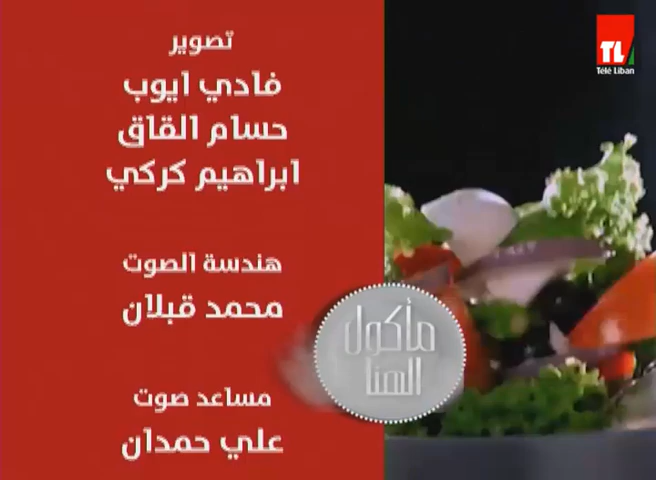 تصوير
فادي ايوب
حسام القاق
ابراهيم كركي
هندسة الصوت
محمد قبلان
مساعد صوت
علي حمدان
مأكول
الهنا
TL
Télé Liban